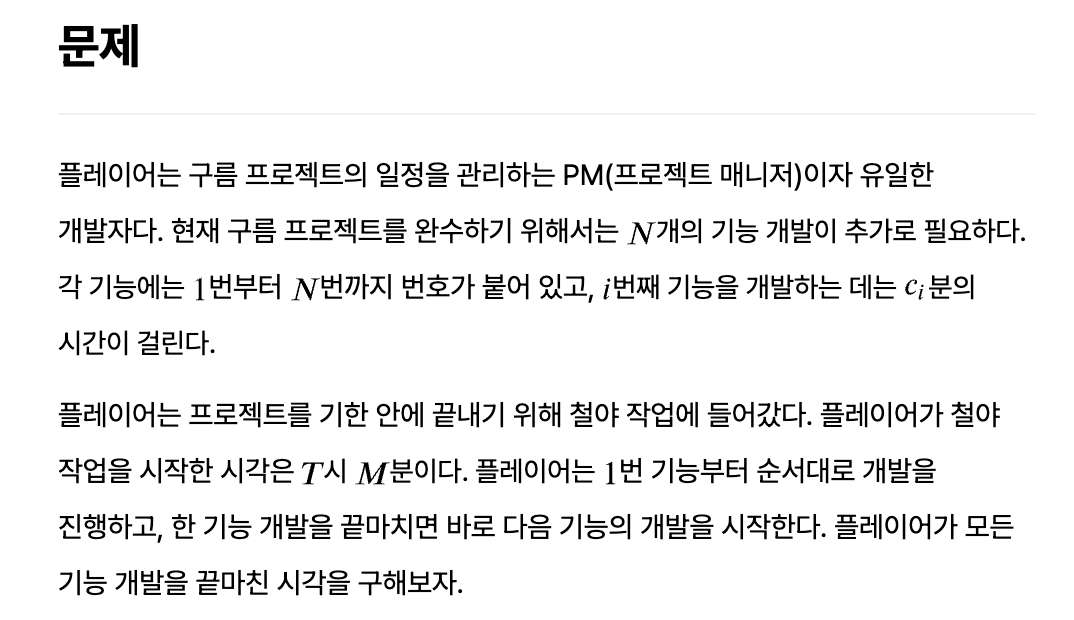 문제
플레이어는 구름 프로젝트의 일정을 관리하는 PM(프로젝트 매니저)이자 유일한
개발자다. 현재 구름 프로젝트를 완수하기 위해서는 N개의 기능 개발이 추가로 필요하다.
각 기능에는 1번부터 N번까지 번호가 붙어 있고, i번째 기능을 개발하는 데는 cᵢ분의
시간이 걸린다.
플레이어는 프로젝트를 기한 안에 끝내기 위해 철야 작업에 들어갔다. 플레이어가 철야
작업을 시작한 시각은 T시 M분이다. 플레이어는 1번 기능부터 순서대로 개발을
진행하고, 한 기능 개발을 끝마치면 바로 다음 기능의 개발을 시작한다. 플레이어가 모든
기능 개발을 끝마친 시각을 구해보자.